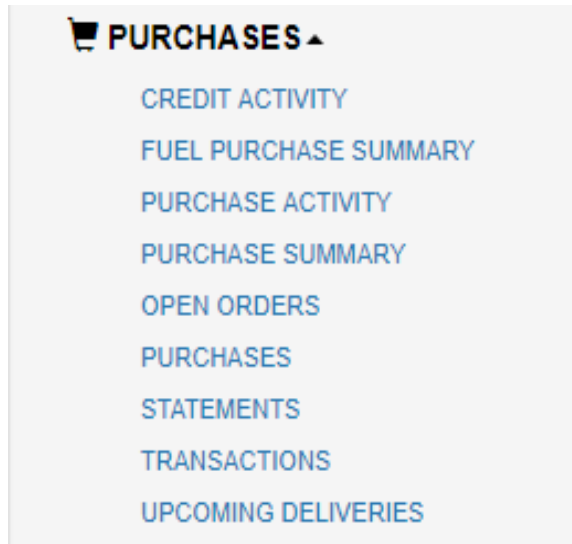 PURCHASES
CREDIT ACTIVITY
FUEL PURCHASE SUMMARY
PURCHASE ACTIVITY
PURCHASE SUMMARY
OPEN ORDERS
PURCHASES
STATEMENTS
TRANSACTIONS
UPCOMING DELIVERIES